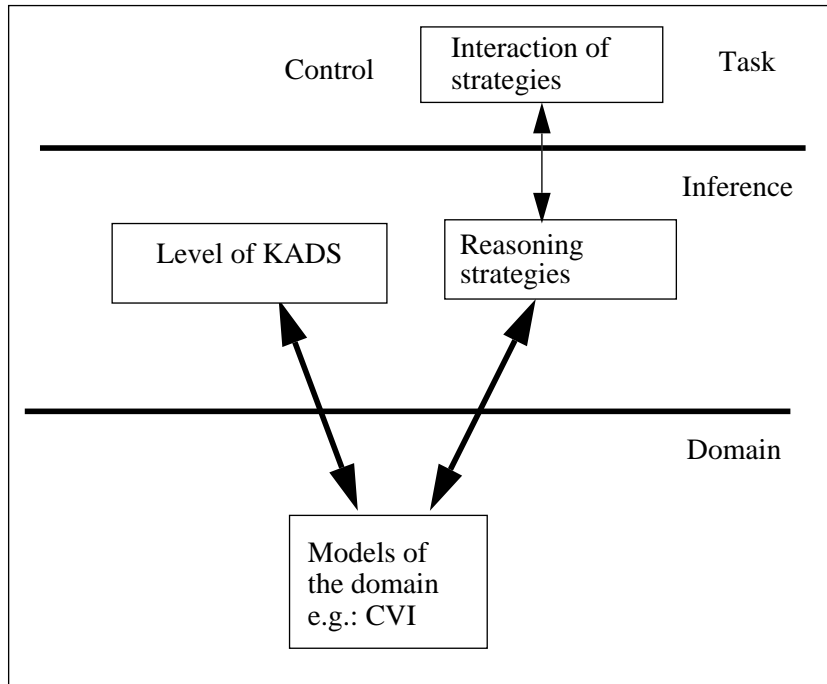 Control
Interaction of
strategies
Task
Inference
Level of KADS
Reasoning
strategies
Domain
Models of
the domain
e.g.: CVI